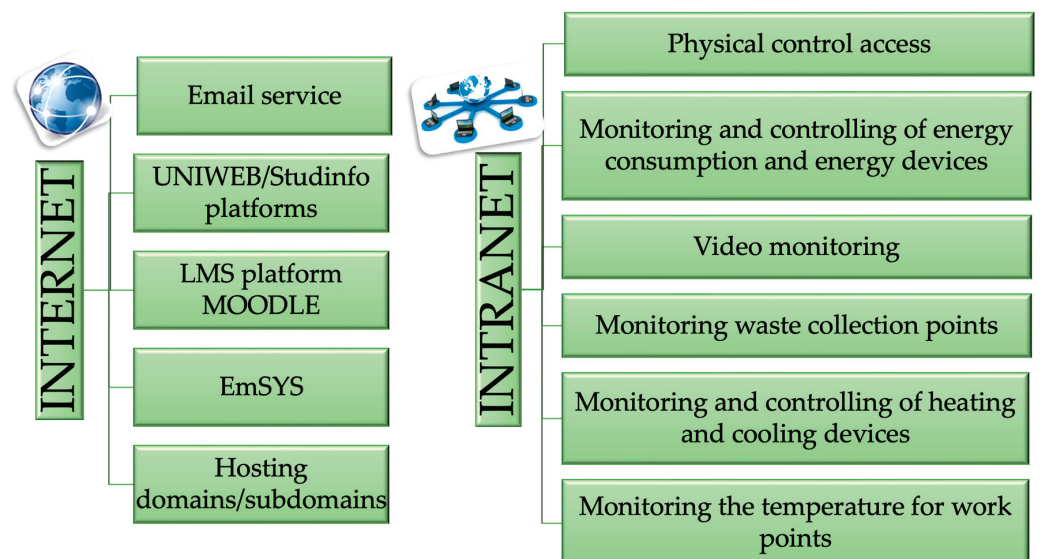 INTERNET
Email service
UNIWEB/Studinfo
platforms
LMS platform
MOODLE
EmSYS
Hosting
domains/subdomains
INTRANET
Physical control access
Monitoring and controlling of energy
consumption and energy devices
Video monitoring
Monitoring waste collection points
Monitoring and controlling of heating
and cooling devices
Monitoring the temperature for work
points